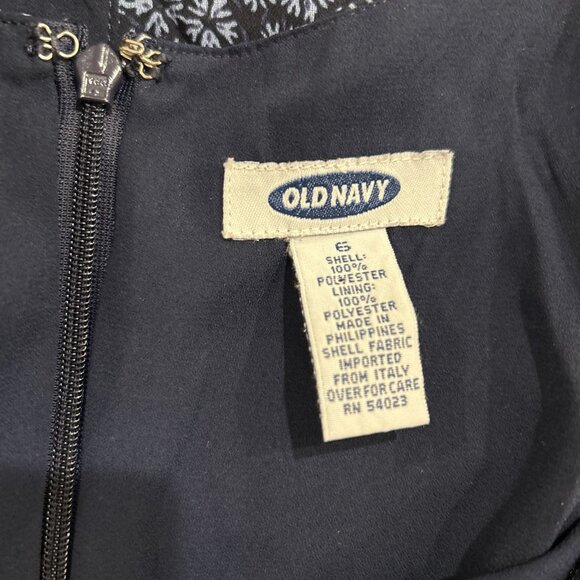 OLD NAVY
6
SHELL:
100%
POLYESTER
LINING:
100%
POLYESTER
MADE IN
PHILIPPINES
SHELL FABRIC
IMPORTED
FROM ITALY
OVER FOR CARE
RN 54023